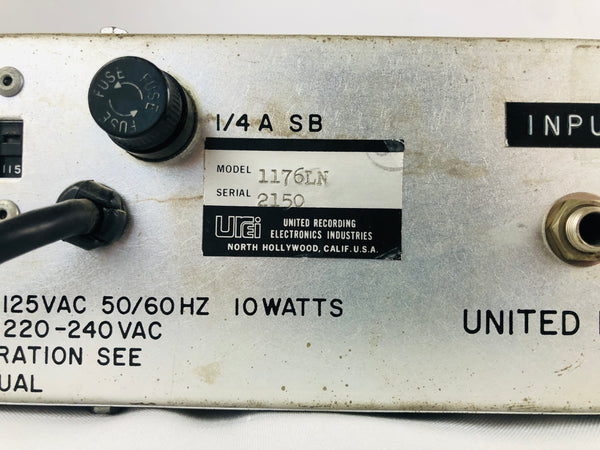 FUSE FUSE FUSE
1/4 A SB
INPU
115
MODEL 1176LN
SERIAL 2150
UREi UNITED RECORDING
ELECTRONICS INDUSTRIES
NORTH HOLLYWOOD, CALIF. U.S.A.
125VAC 50/60HZ 10WATTS
220-240VAC
UNITED
RATION SEE
UAL